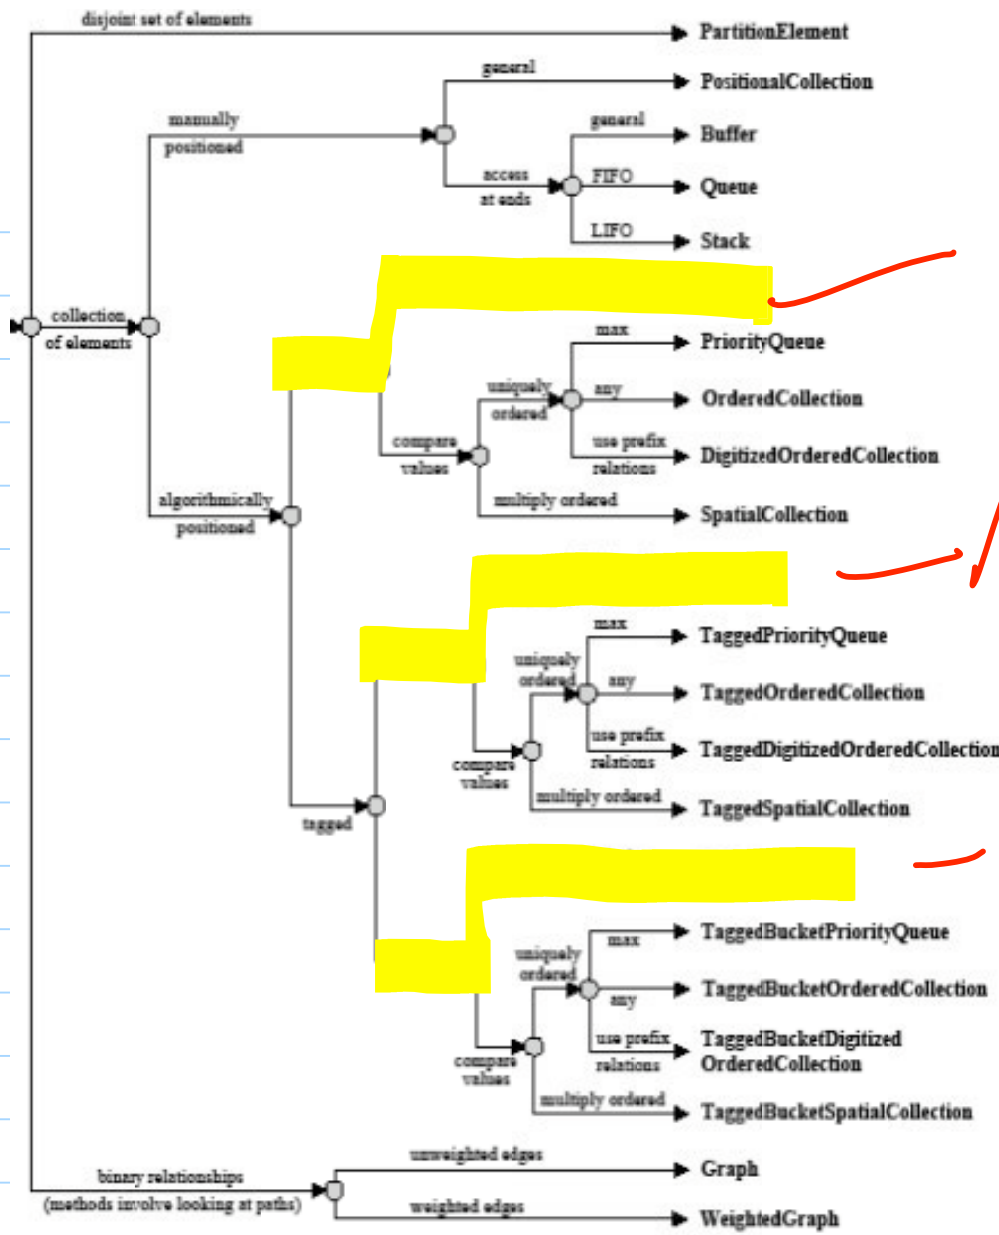 disjoint set of elements
PartitionElement
general
PositionalCollection
manually
positioned
general
Buffer
access
at ends
FIFO
Queue
LIFO
Stack
collection
of elements
max
PriorityQueue
uniquely
ordered
any
OrderedCollection
compare
values
use prefix
relations
DigitizedOrderedCollection
multiply ordered
SpatialCollection
algorithmically
positioned
max
TaggedPriorityQueue
uniquely
ordered
any
TaggedOrderedCollection
use prefix
relations
TaggedDigitizedOrderedCollection
compare
values
multiply ordered
TaggedSpatialCollection
tagged
max
TaggedBucketPriorityQueue
uniquely
ordered
any
TaggedBucketOrderedCollection
use prefix
relations
TaggedBucketDigitized
OrderedCollection
compare
values
multiply ordered
TaggedBucketSpatialCollection
unweighted edges
Graph
binary relationships
(methods involve looking at paths)
weighted edges
WeightedGraph